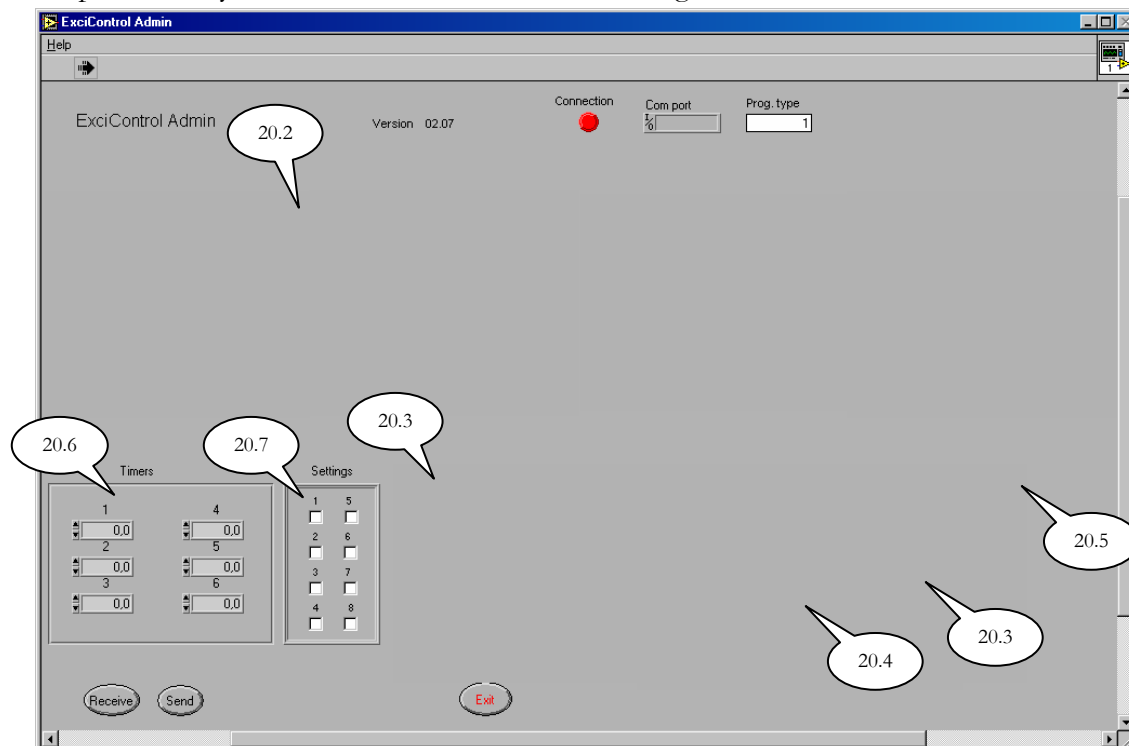 ExciControl Admin
Help
1
ExciControl Admin
20.2
Version 02.07
Connection
Com port
Prog. type
1
20.3
20.6
20.7
Timers
Settings
1 4
0,0 0,0
2 5
0,0 0,0
3 6
0,0 0,0
1 5
2 6
3 7
4 8
20.5
20.3
20.4
Receive
Send
Exit